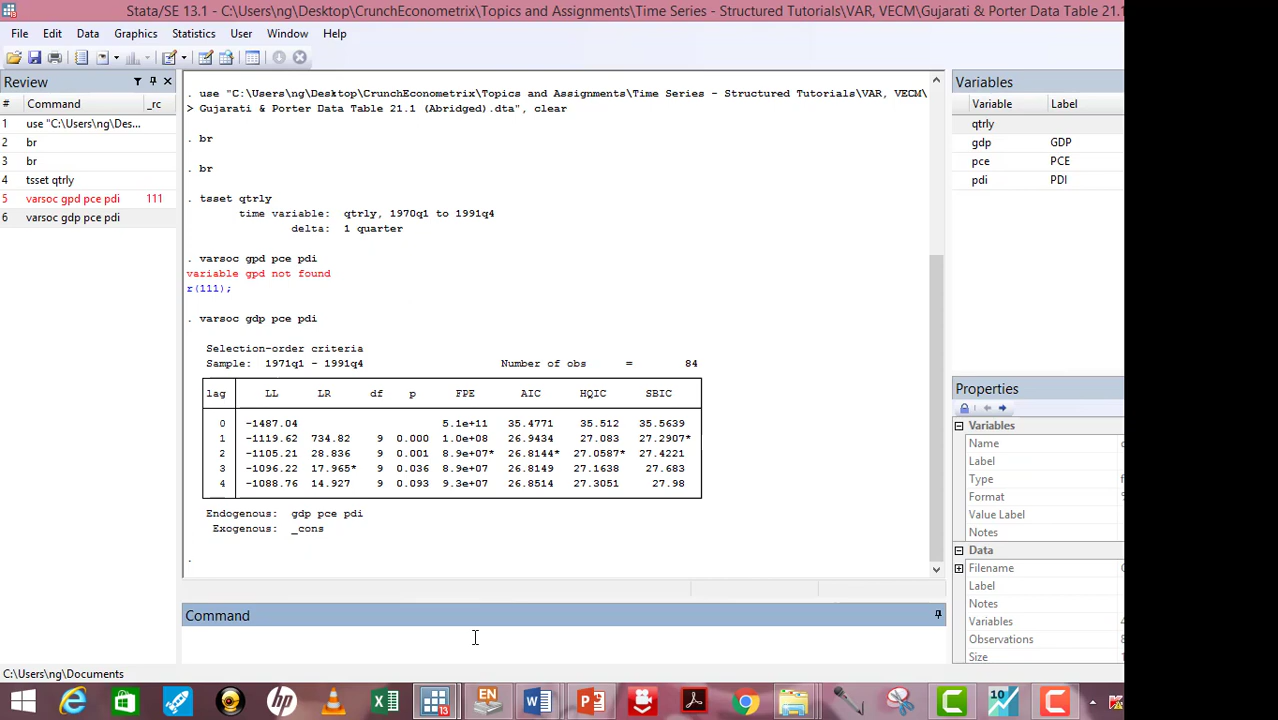 Stata/SE 13.1 - C:\Users\ng\Desktop\CrunchEconometrix\Topics and Assignments\Time Series - Structured Tutorials\VAR, VECM\Gujarati & Porter Data Table 21.1
File Edit Data Graphics Statistics User Window Help
Review
# Command _rc
1 use "C:\Users\ng\Des...
2 br
3 br
4 tsset qtrly
5 varsoc gpd pce pdi 111
6 varsoc gdp pce pdi
. use "C:\Users\ng\Desktop\CrunchEconometrix\Topics and Assignments\Time Series - Structured Tutorials\VAR, VECM\
> Gujarati & Porter Data Table 21.1 (Abridged).dta", clear
. br
. br
. tsset qtrly
time variable: qtrly, 1970q1 to 1991q4
delta: 1 quarter
. varsoc gpd pce pdi
variable gpd not found
r(111);
. varsoc gdp pce pdi
Selection-order criteria
Sample: 1971q1 - 1991q4 Number of obs = 84
lag LL LR df p FPE AIC HQIC SBIC
0 -1487.04 5.1e+11 35.4771 35.512 35.5639
1 -1119.62 734.82 9 0.000 1.0e+08 26.9434 27.083 27.2907*
2 -1105.21 28.836 9 0.001 8.9e+07* 26.8144* 27.0587* 27.4221
3 -1096.22 17.965* 9 0.036 8.9e+07 26.8149 27.1638 27.683
4 -1088.76 14.927 9 0.093 9.3e+07 26.8514 27.3051 27.98
Endogenous: gdp pce pdi
Exogenous: _cons
.
Command
C:\Users\ng\Documents
Variables
Variable Label
qtrly
gdp GDP
pce PCE
pdi PDI
Properties
Variables
Name
Label
Type
Format
Value Label
Notes
Data
Filename
Label
Notes
Variables 4
Observations 8
Size 1
13
EN
10